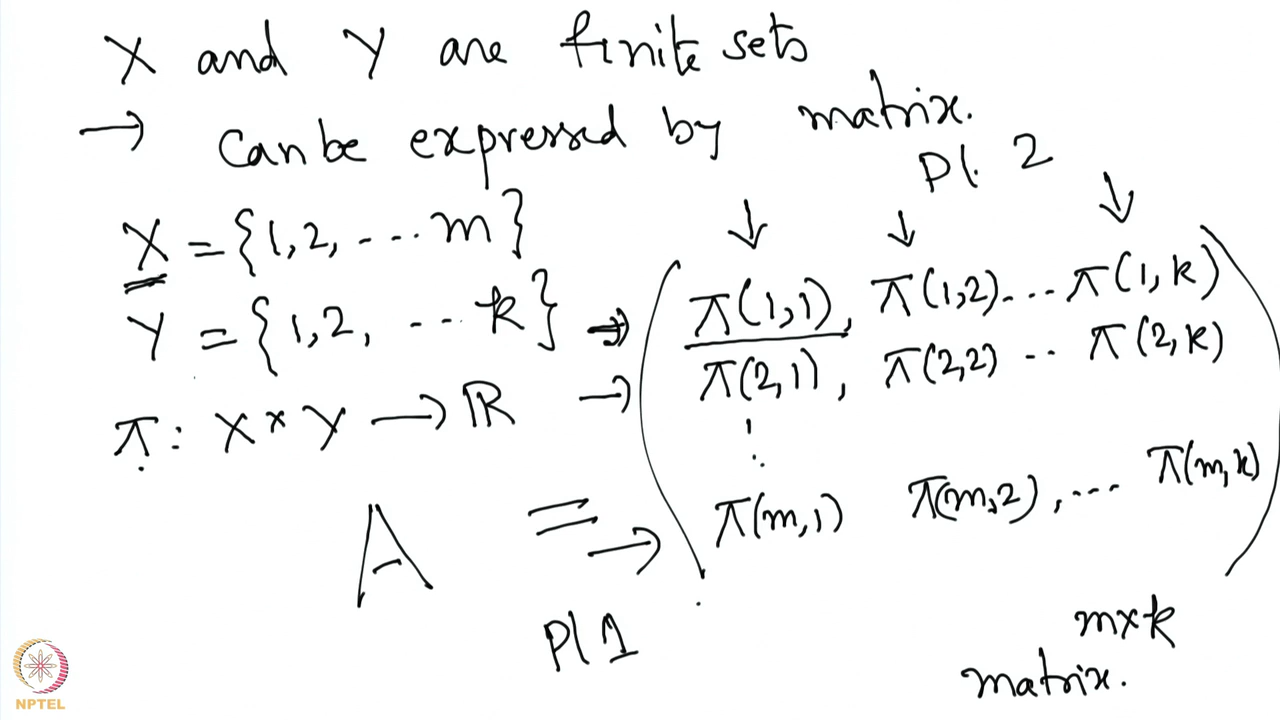 X and Y are finite sets
→ Can be expressed by matrix.
Pl. 2
X = {1,2, ... m}
Y = {1,2, ... k}
π : X × Y → ℝ
↓ ↓ ↓
→ π(1,1), π(1,2)... π(1,k)
→ π(2,1), π(2,2) .. π(2,k)
⋮
A = → π(m,1) π(m,2), ... π(m,k)
Pl 1
m×k
matrix.
NPTEL